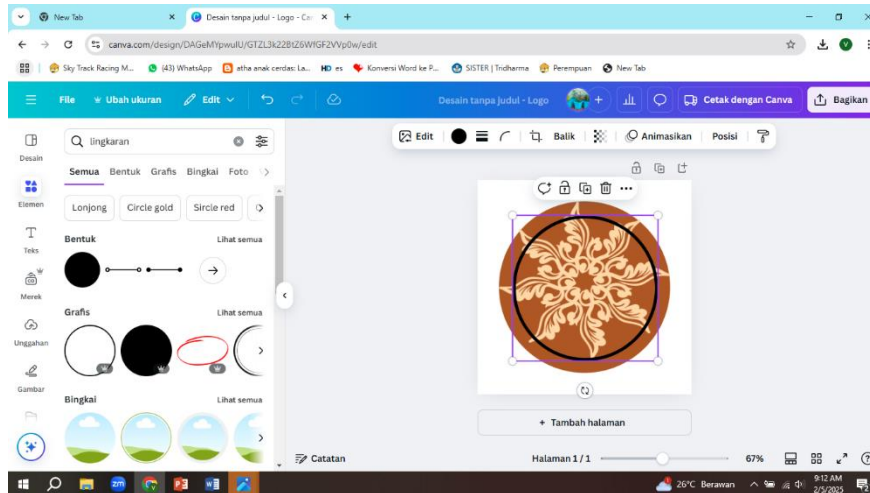 New Tab
Desain tanpa judul - Logo - Car
canva.com/design/DAGeMYpwulU/GTZL3k22BtZ6WfGF2VVp0w/edit
Sky Track Racing M...
(43) WhatsApp
atha anak cerdas: La...
HD es
Konversi Word ke P...
SISTER | Tridharma
Perempuan
New Tab
File
Ubah ukuran
Edit
Desain tanpa judul - Logo
Cetak dengan Canva
Bagikan
Desain
Elemen
Teks
Merek
Unggahan
Gambar
lingkaran
Semua
Bentuk
Grafis
Bingkai
Foto
Lonjong
Circle gold
Sircle red
Bentuk
Lihat semua
Grafis
Lihat semua
Bingkai
Lihat semua
Edit
Balik
Animasikan
Posisi
+ Tambah halaman
Catatan
Halaman 1 / 1
67%
26°C Berawan
9:12 AM
2/5/2025